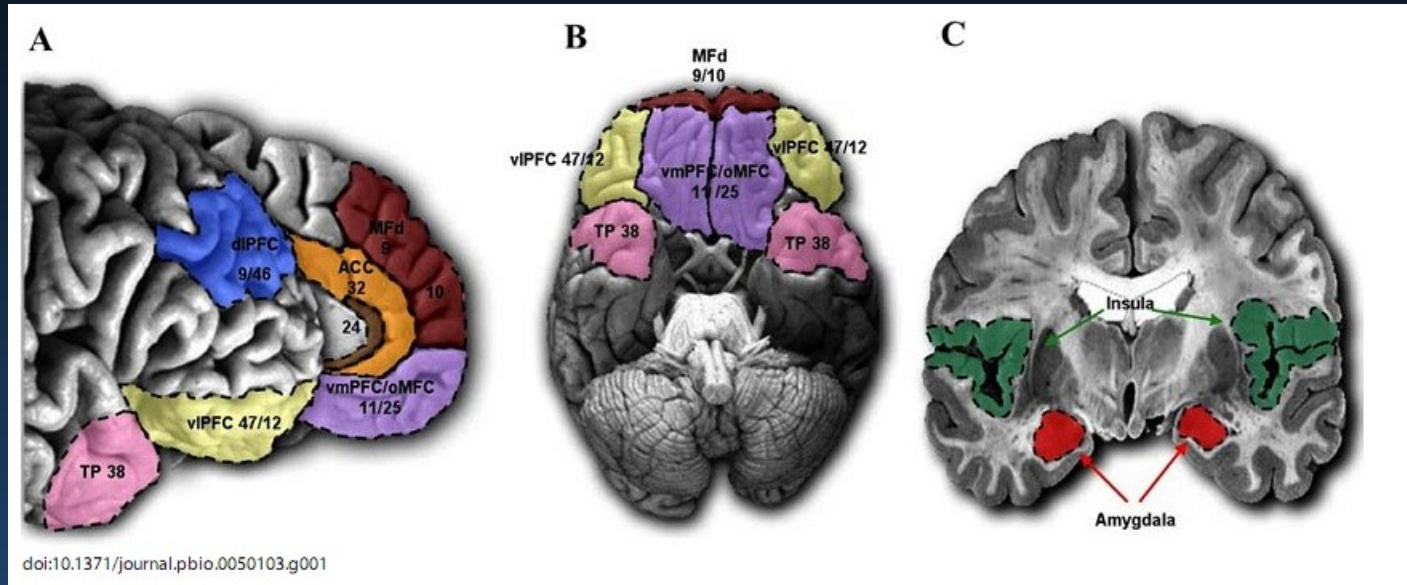 A
dlPFC
9/46
MFd
9
10
ACC
32
24
vmPFC/oMFC
11/25
vlPFC 47/12
TP 38
B
MFd
9/10
vlPFC 47/12
vlPFC 47/12
vmPFC/oMFC
11/25
TP 38
TP 38
C
Insula
Amygdala
doi:10.1371/journal.pbio.0050103.g001